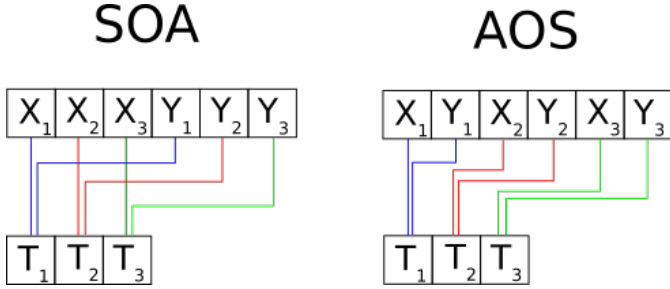 SOA AOS
X1 X2 X3 Y1 Y2 Y3
X1 Y1 X2 Y2 X3 Y3
T1 T2 T3
T1 T2 T3